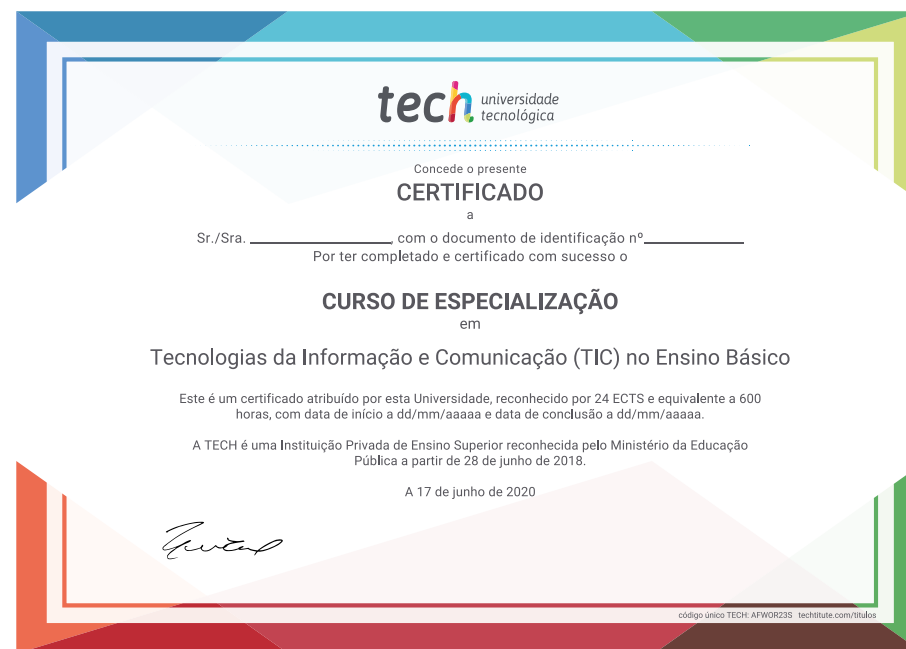 tech universidade
tecnológica
Concede o presente
CERTIFICADO
a
Sr./Sra. ____________________, com o documento de identificação nº______________
Por ter completado e certificado com sucesso o
CURSO DE ESPECIALIZAÇÃO
em
Tecnologias da Informação e Comunicação (TIC) no Ensino Básico
Este é um certificado atribuído por esta Universidade, reconhecido por 24 ECTS e equivalente a 600
horas, com data de início a dd/mm/aaaaa e data de conclusão a dd/mm/aaaaa.
A TECH é uma Instituição Privada de Ensino Superior reconhecida pelo Ministério da Educação
Pública a partir de 28 de junho de 2018.
A 17 de junho de 2020
código único TECH: AFWOR23S techtitute.com/titulos